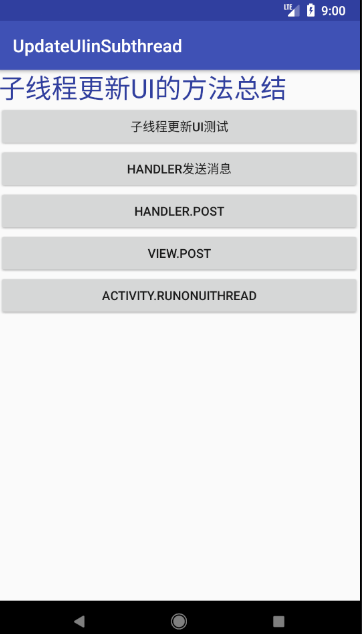 LTE 9:00
UpdateUIinSubthread
子线程更新UI的方法总结
子线程更新UI测试
HANDLER发送消息
HANDLER.POST
VIEW.POST
ACTIVITY.RUNONUITHREAD